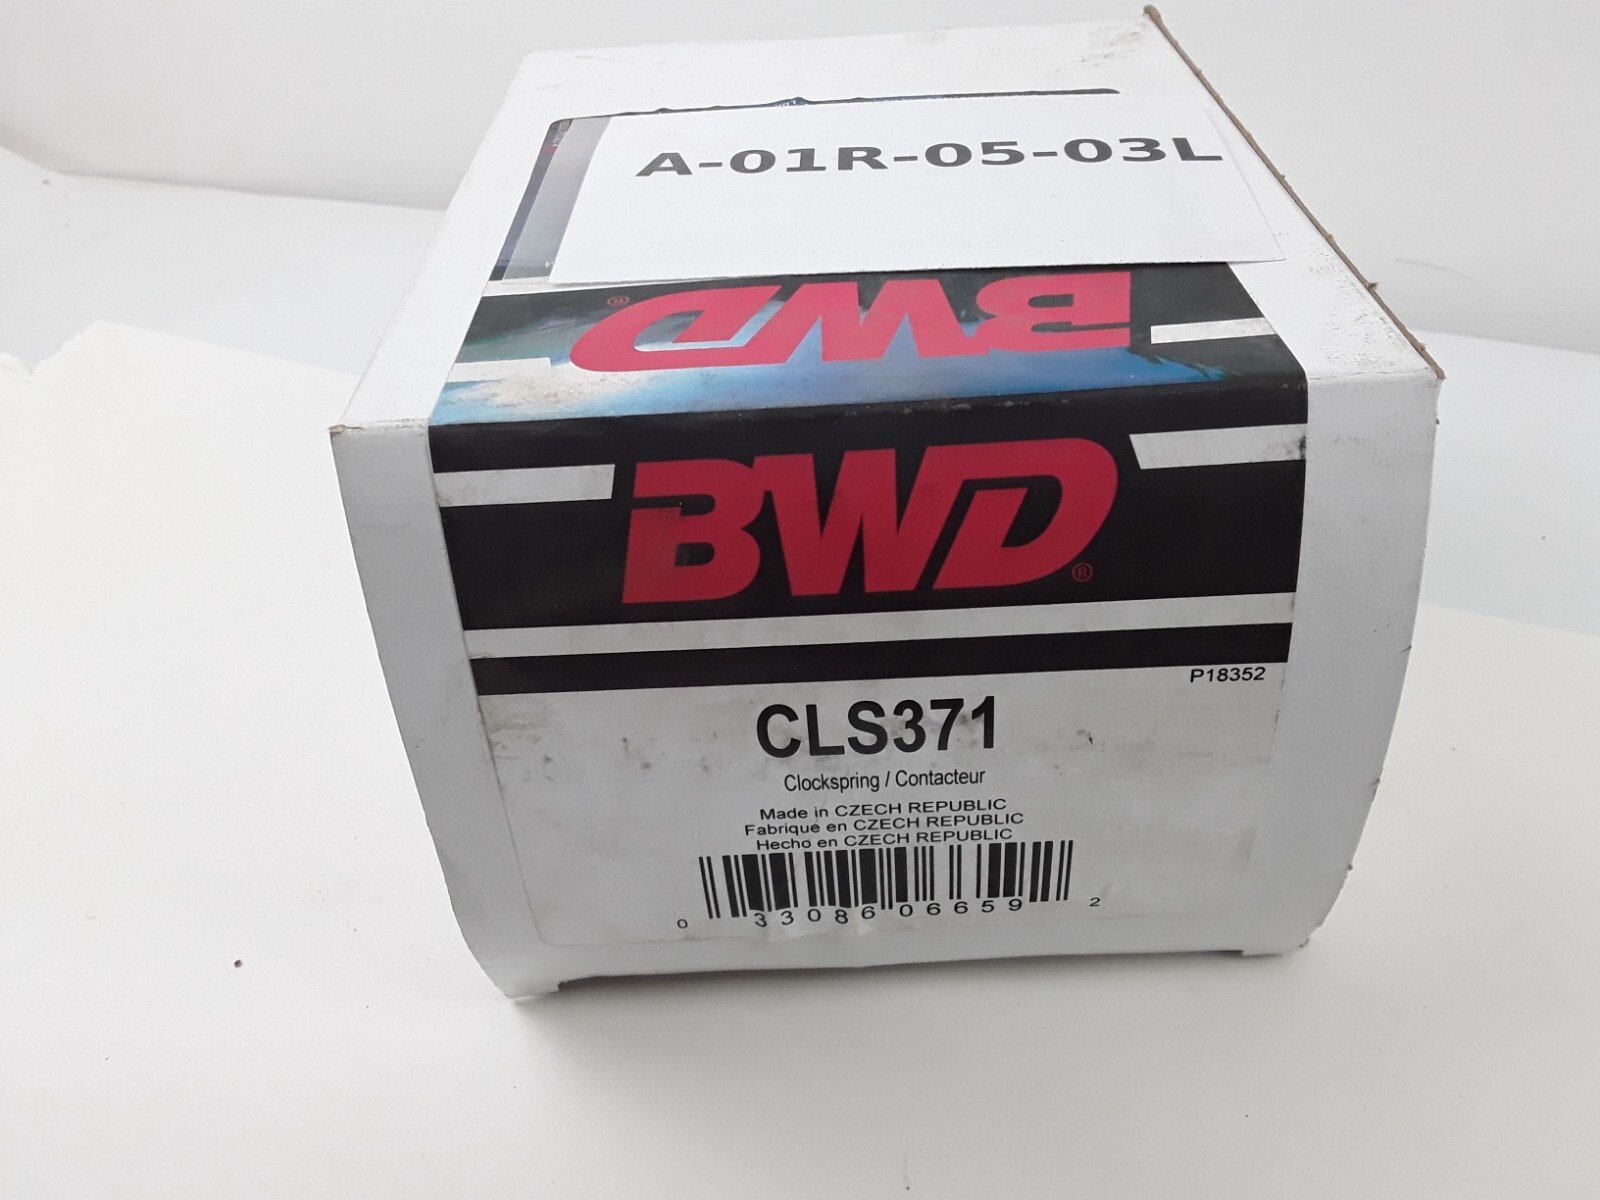 A-01R-05-03L
BWD ®
BWD ®
P18352
CLS371
Clockspring / Contacteur
Made in CZECH REPUBLIC
Fabrique en CZECH REPUBLIC
Hecho en CZECH REPUBLIC
0 33086 06659 2